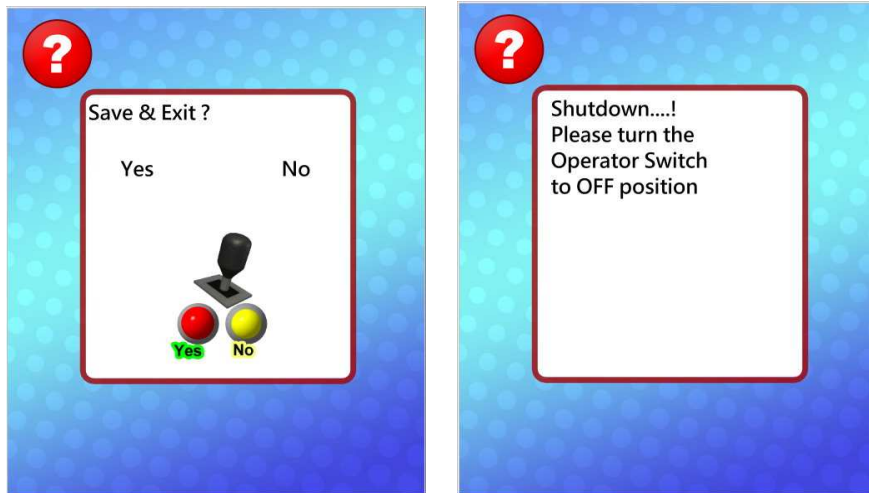 ?
Save & Exit ?
Yes No
Yes No
?
Shutdown....!
Please turn the
Operator Switch
to OFF position